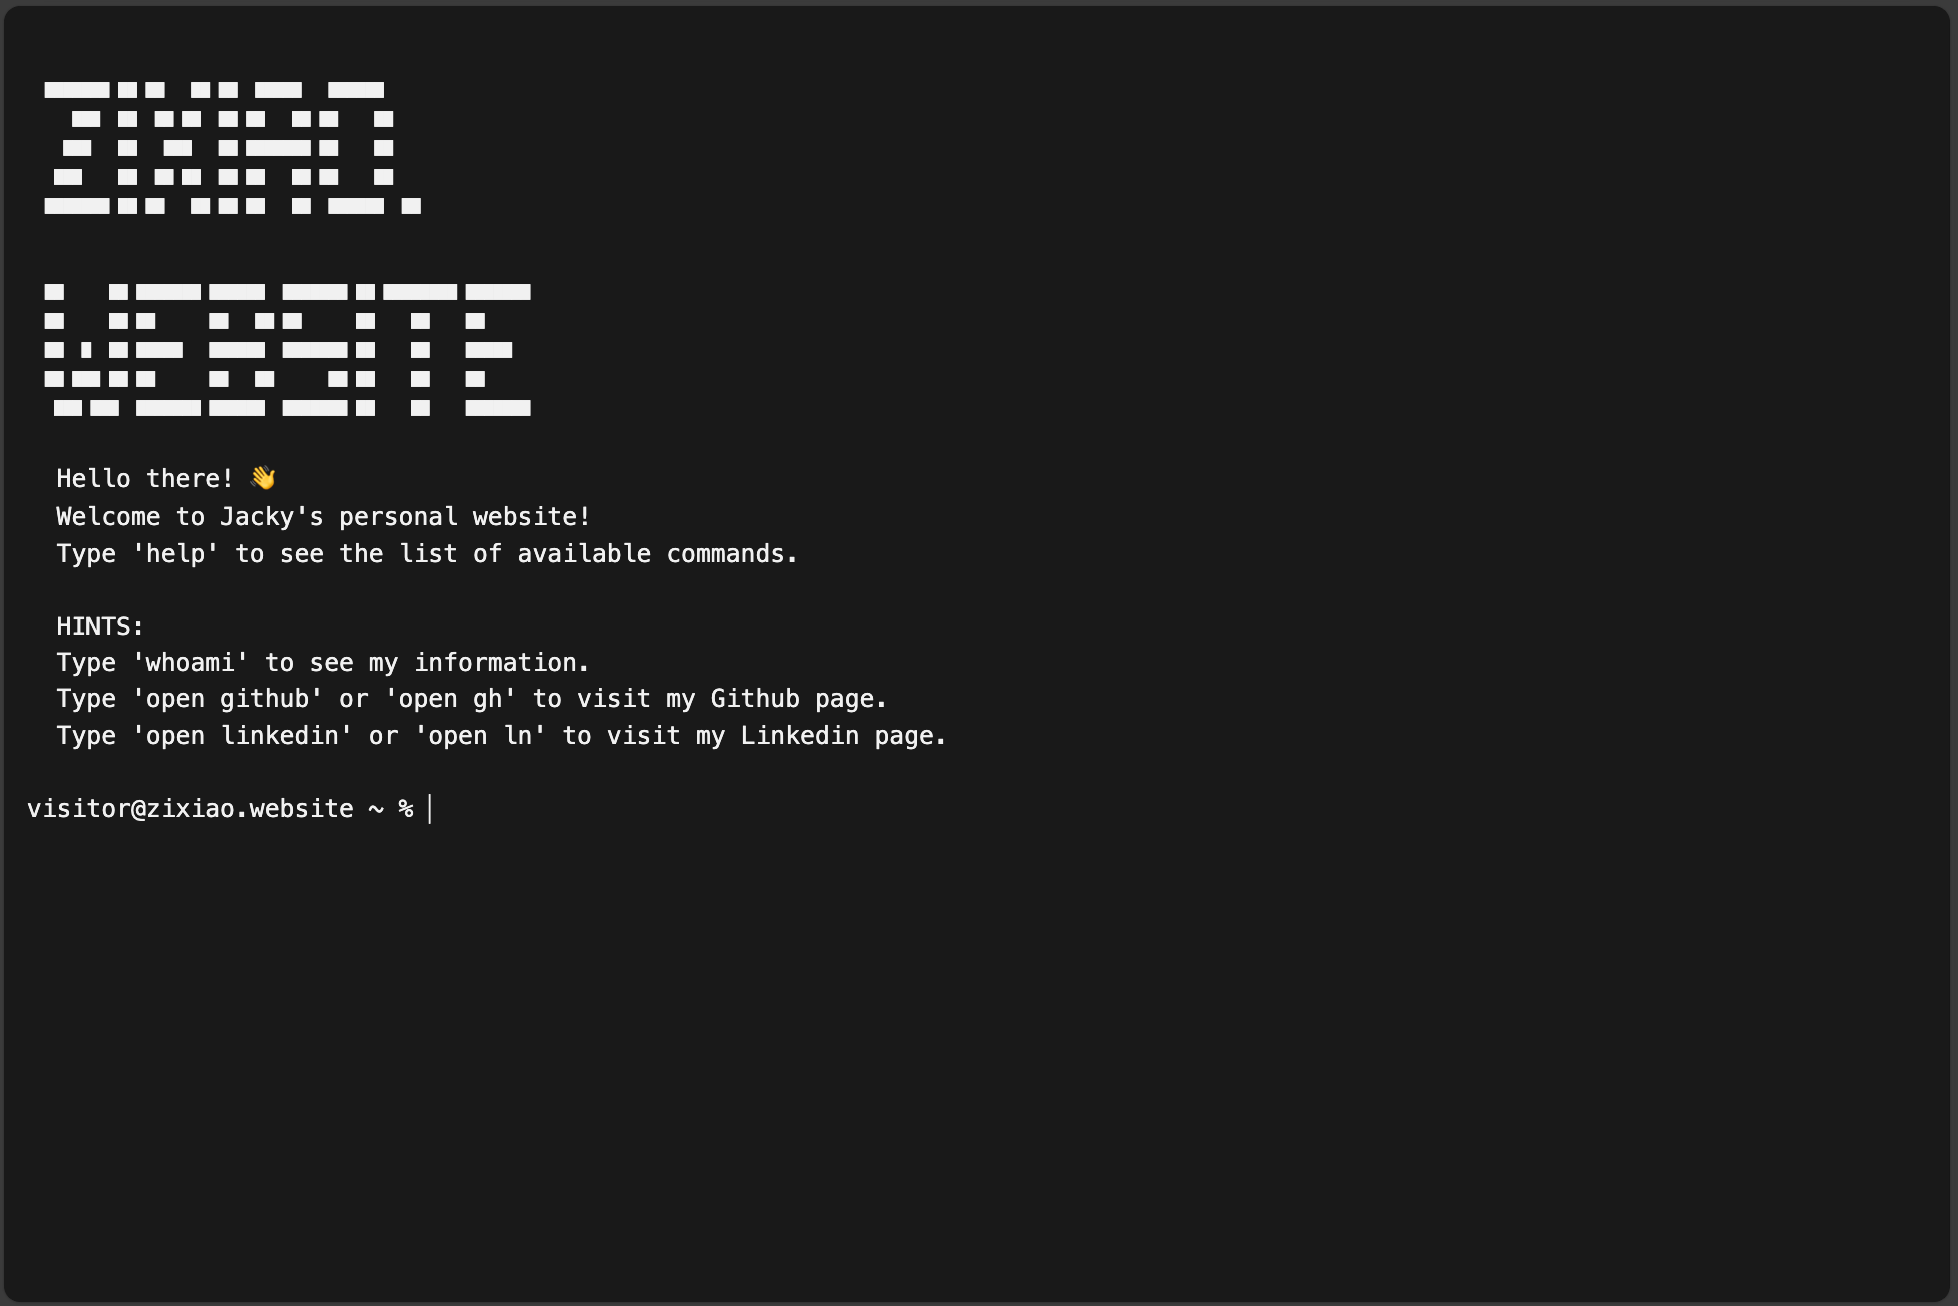 ZIXIAO.
WEBSITE
Hello there! 👋
Welcome to Jacky's personal website!
Type 'help' to see the list of available commands.
HINTS:
Type 'whoami' to see my information.
Type 'open github' or 'open gh' to visit my Github page.
Type 'open linkedin' or 'open ln' to visit my Linkedin page.
visitor@zixiao.website ~ %